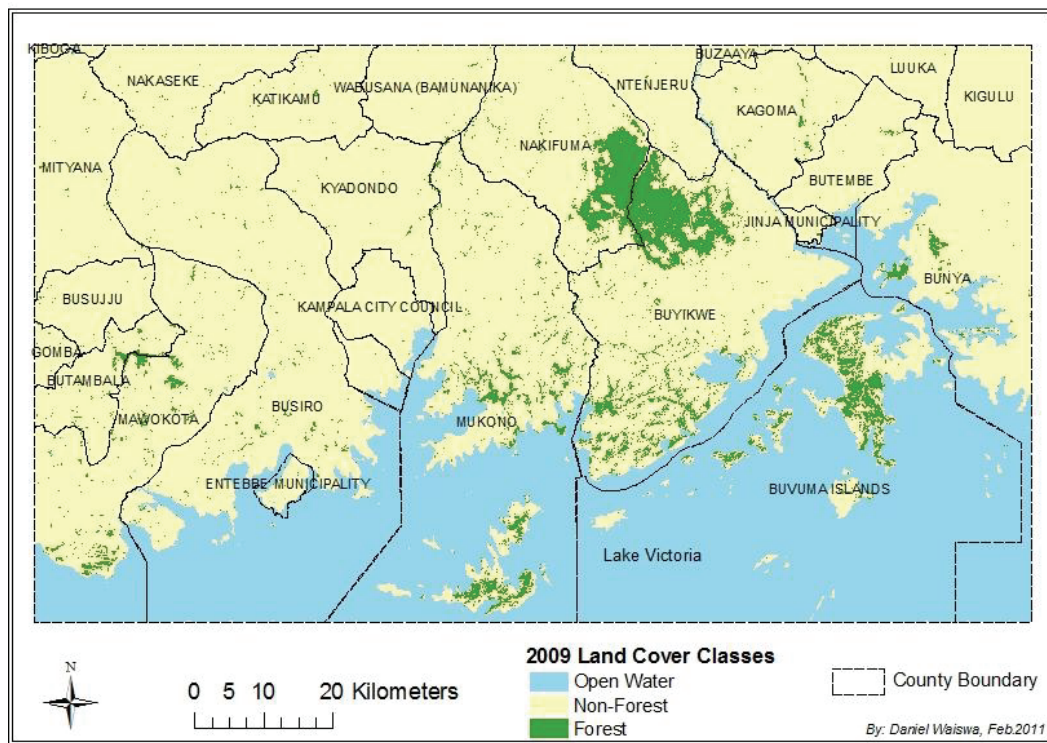 KIBOGA
NAKASEKE
KATIKAMU
WABUSANA (BAMUNANIKA)
NTENJERU
BUZAAYA
LUUKA
KAGOMA
KIGULU
NAKIFUMA
MITYANA
KYADONDO
BUTEMBE
JINJA MUNICIPALITY
BUNYA
BUSUJJU
KAMPALA CITY COUNCIL
BUYIKWE
GOMBA
BUTAMBALA
MAWOKOTA
BUSIRO
MUKONO
ENTEBBE MUNICIPALITY
BUVUMA ISLANDS
Lake Victoria
N
0 5 10 20 Kilometers
2009 Land Cover Classes
Open Water
Non-Forest
Forest
County Boundary
By: Daniel Waiswa, Feb.2011